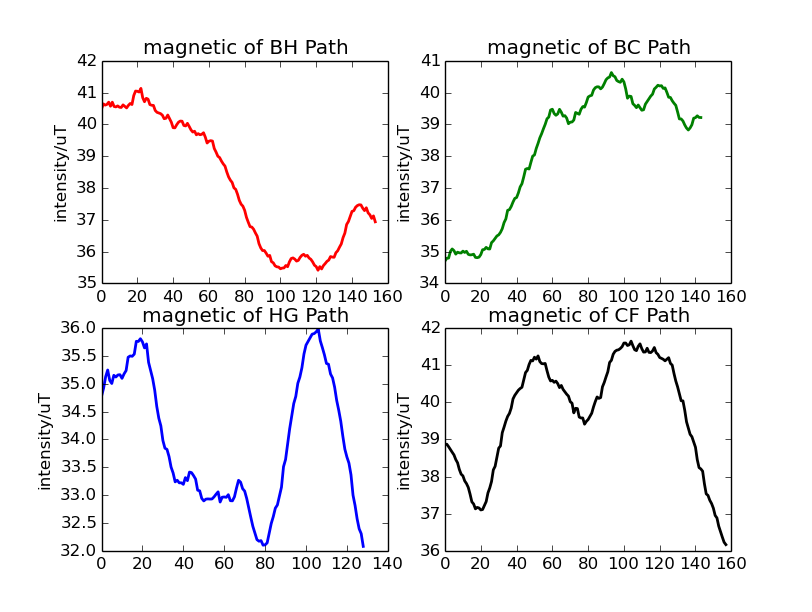 magnetic of BH Path
42
41
40
39
38
37
36
35
intensity/uT
0 20 40 60 80 100 120 140 160
magnetic of BC Path
41
40
39
38
37
36
35
34
intensity/uT
0 20 40 60 80 100 120 140 160
magnetic of HG Path
36.0
35.5
35.0
34.5
34.0
33.5
33.0
32.5
32.0
intensity/uT
0 20 40 60 80 100 120 140
magnetic of CF Path
42
41
40
39
38
37
36
intensity/uT
0 20 40 60 80 100 120 140 160